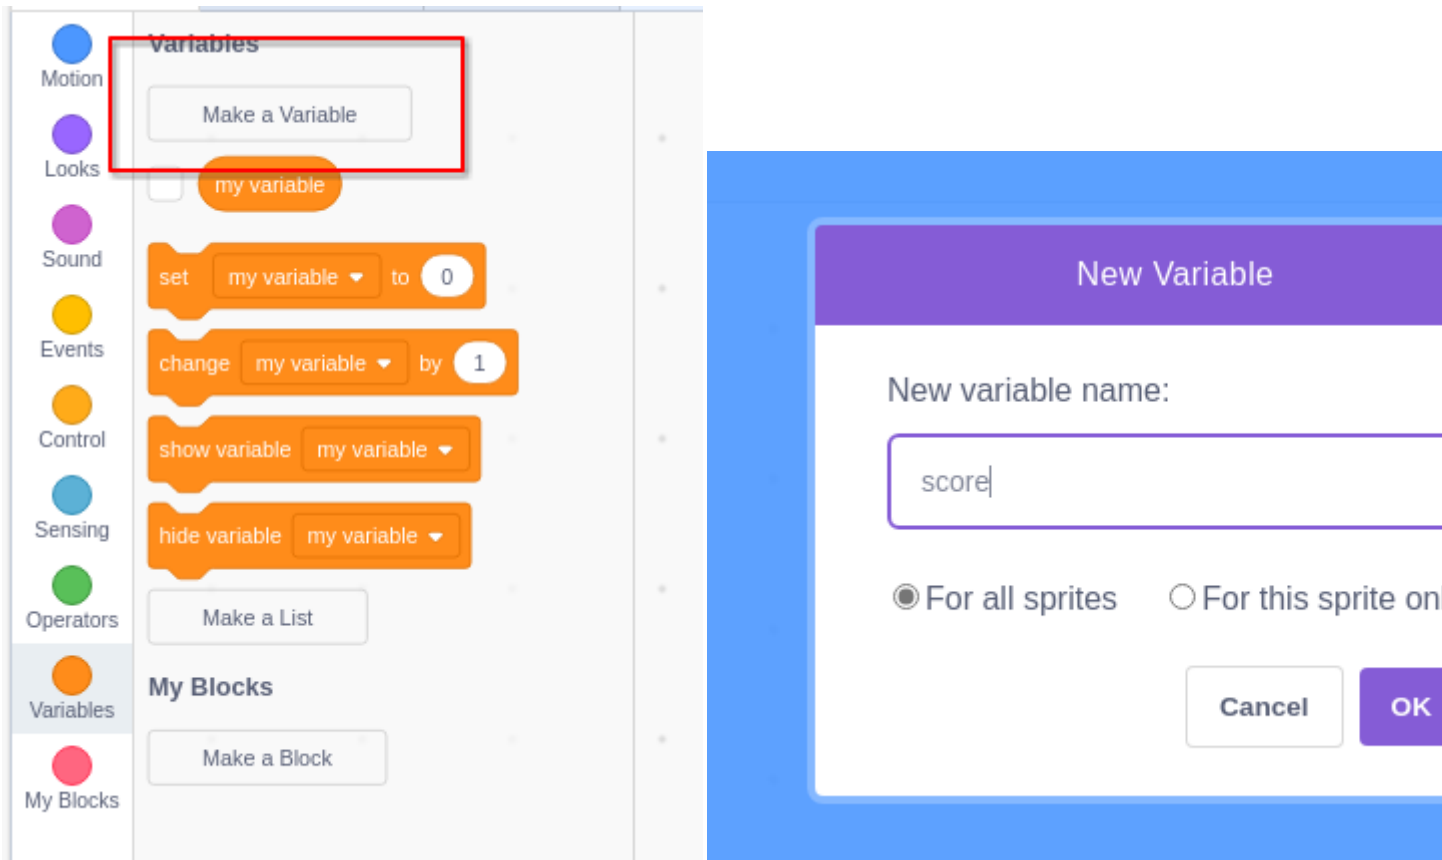 Motion
Looks
Sound
Events
Control
Sensing
Operators
Variables
My Blocks
Variables
Make a Variable
my variable
set my variable to 0
change my variable by 1
show variable my variable
hide variable my variable
Make a List
My Blocks
Make a Block
New Variable
New variable name:
score
For all sprites For this sprite
Cancel OK